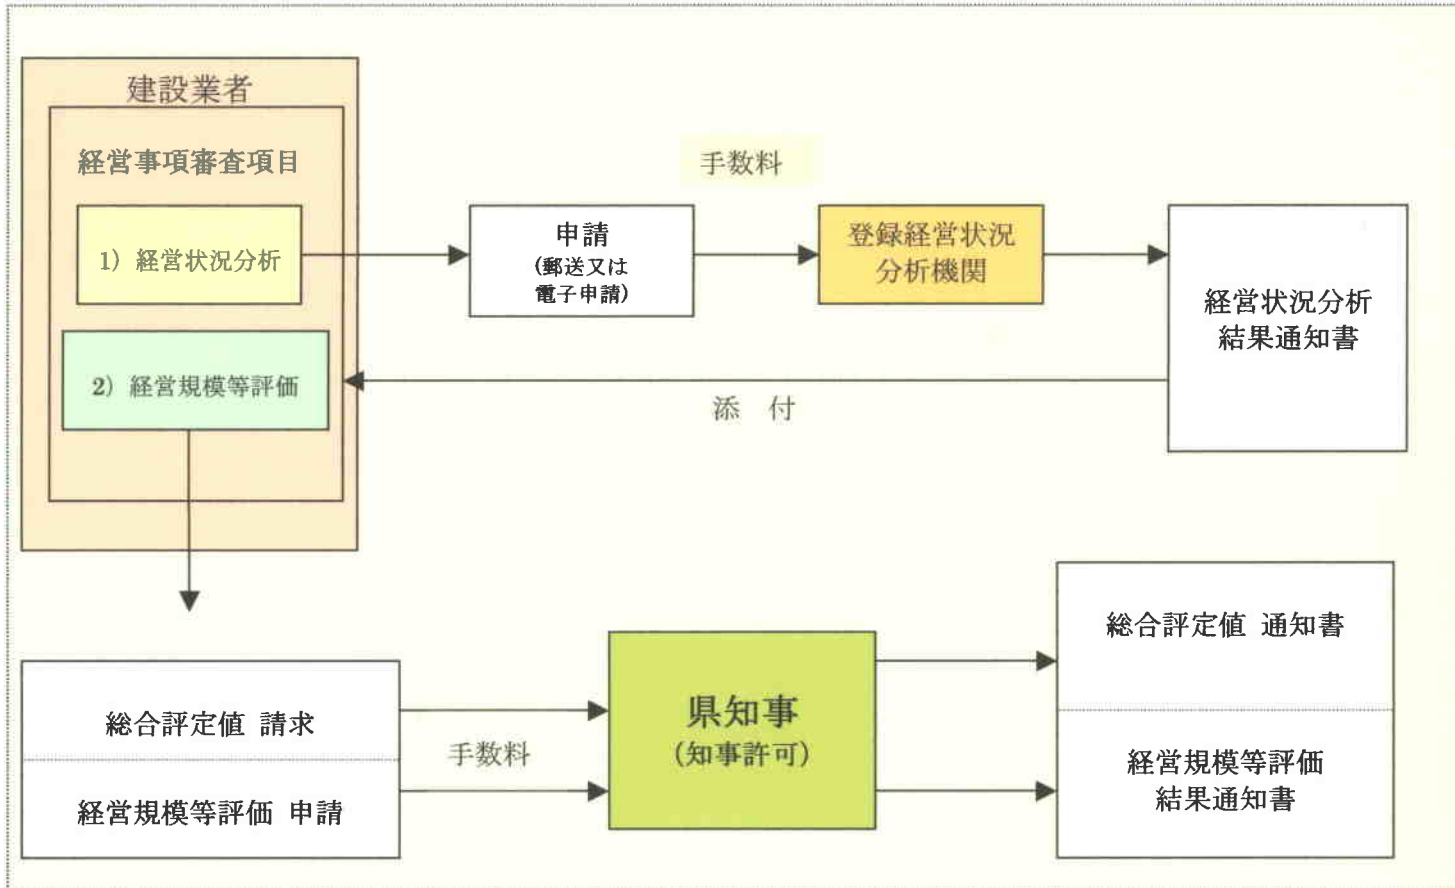 建設業者
経営事項審査項目
1）経営状況分析
2）経営規模等評価
申請
（郵送又は
電子申請）
手数料
登録経営状況
分析機関
経営状況分析
結果通知書
添　付
総合評定値 請求
経営規模等評価 申請
手数料
県知事
（知事許可）
総合評定値 通知書
経営規模等評価
結果通知書